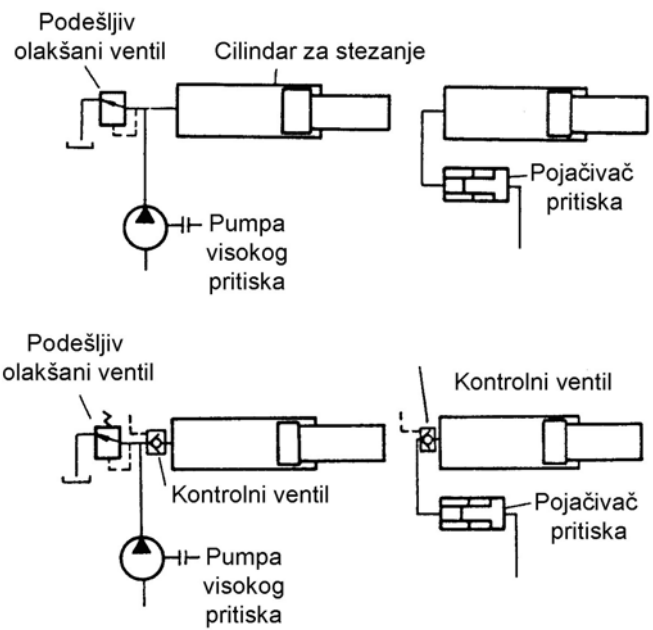 Podešljiv
olakšani ventil
Cilindar za stezanje
Pojačivač
pritiska
Pumpa
visokog
pritiska
Podešljiv
olakšani ventil
Kontrolni ventil
Kontrolni ventil
Pojačivač
pritiska
Pumpa
visokog
pritiska